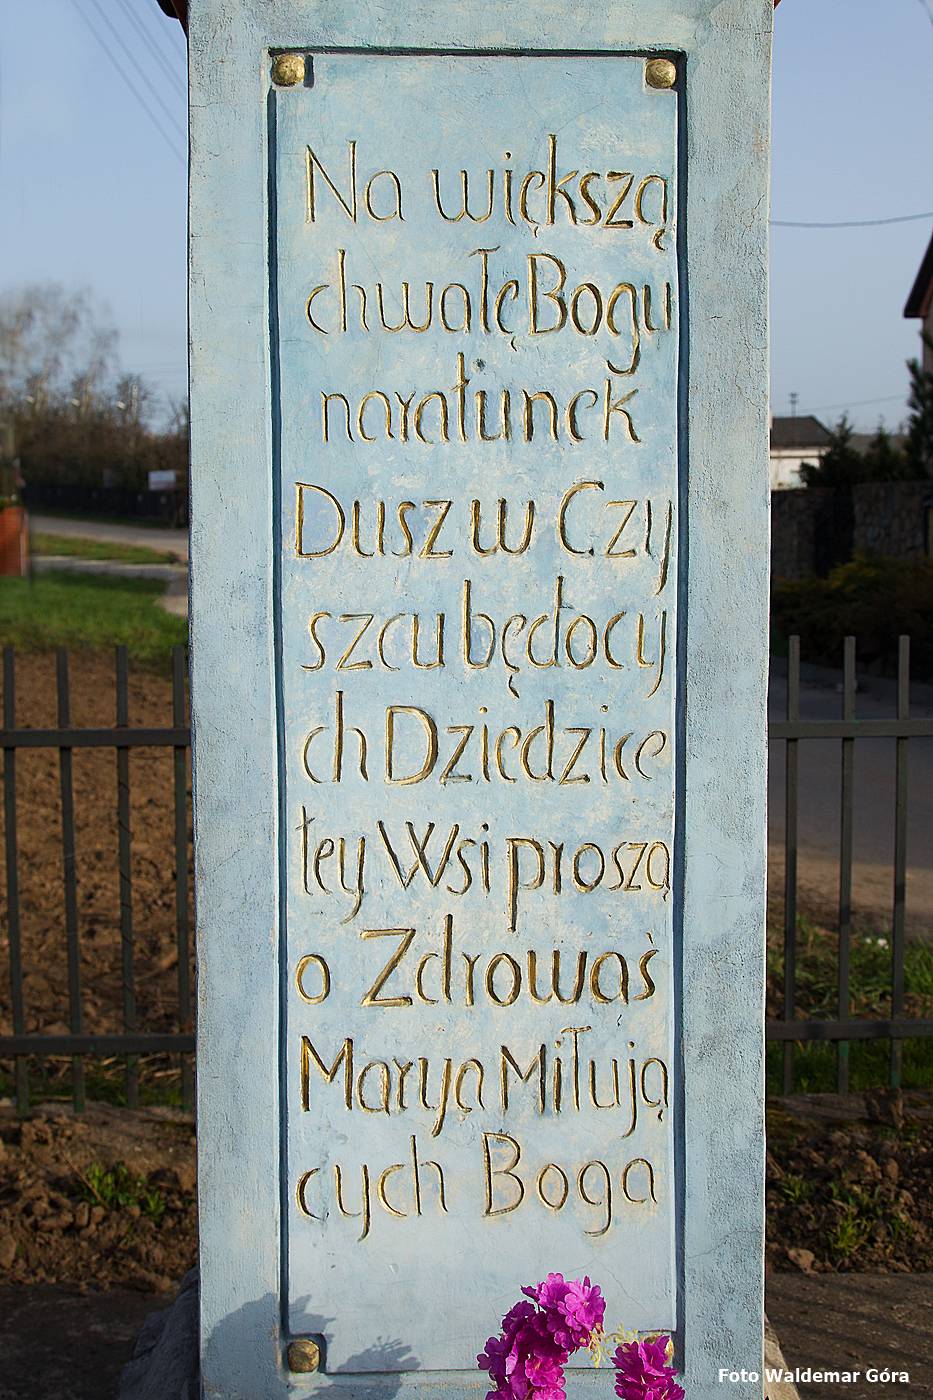 Na większą
chwałę Bogu
naratunek
Dusz w Czy
szcu będocy
ch Dziedzice
tey Wsi proszą
o Zdrowaś
Marya Miłują
cych Boga
Foto Waldemar Góra